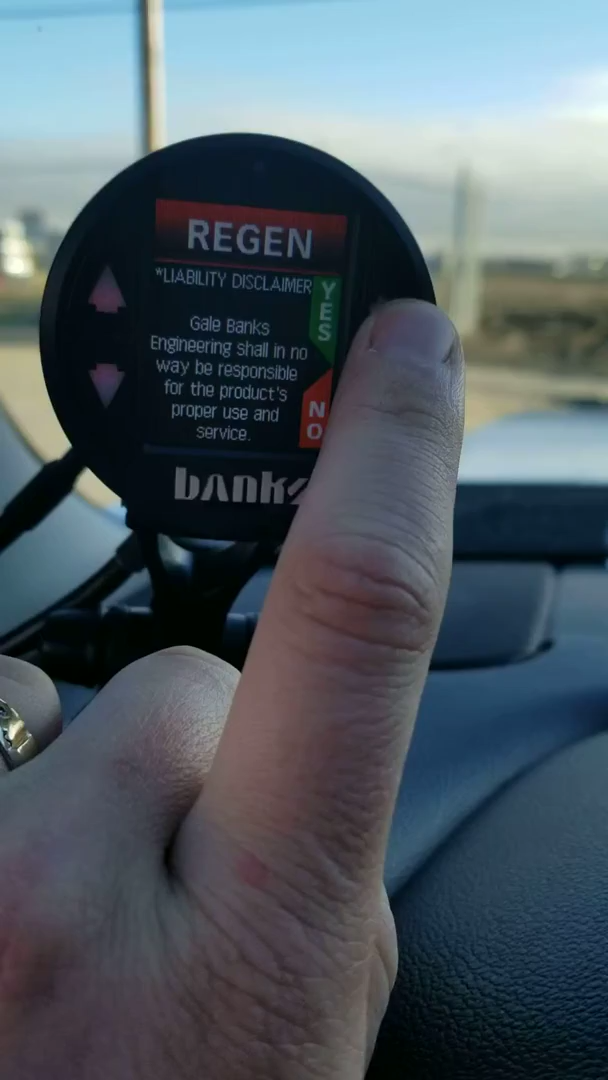 REGEN
*LIABILITY DISCLAIMER
Gale Banks
Engineering shall in no
way be responsible
for the product's
proper use and
service.
YES
NO
banks